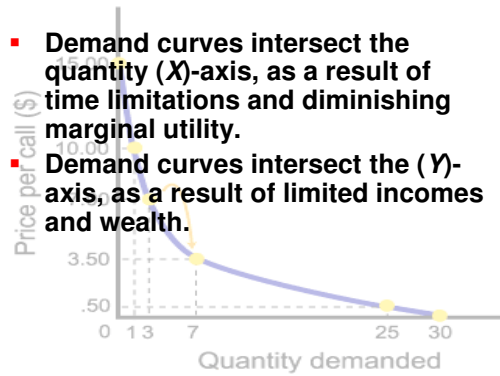 ▪ Demand curves intersect the
quantity (X)-axis, as a result of
time limitations and diminishing
marginal utility.
▪ Demand curves intersect the (Y)-
axis, as a result of limited incomes
and wealth.
Price per call ($)
15.00
10.00
3.50
.50
0 1 3 7 25 30
Quantity demanded